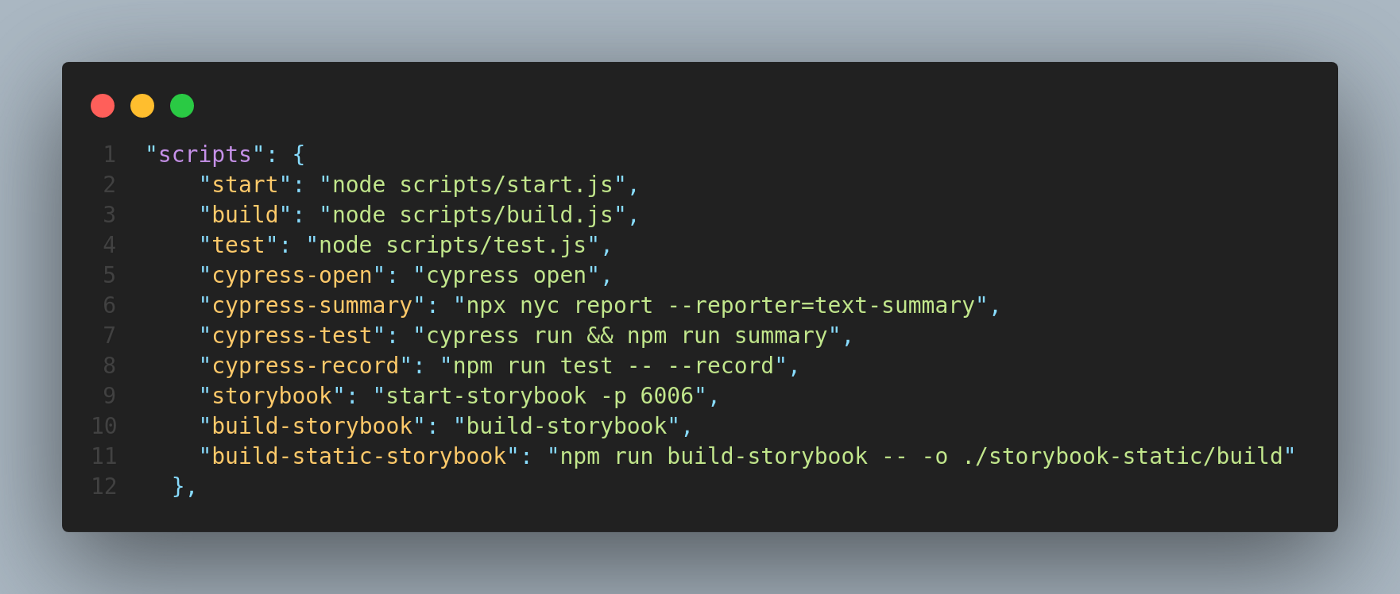 1 "scripts": {
2 "start": "node scripts/start.js",
3 "build": "node scripts/build.js",
4 "test": "node scripts/test.js",
5 "cypress-open": "cypress open",
6 "cypress-summary": "npx nyc report --reporter=text-summary",
7 "cypress-test": "cypress run && npm run summary",
8 "cypress-record": "npm run test -- --record",
9 "storybook": "start-storybook -p 6006",
10 "build-storybook": "build-storybook",
11 "build-static-storybook": "npm run build-storybook -- -o ./storybook-static/build"
12 },